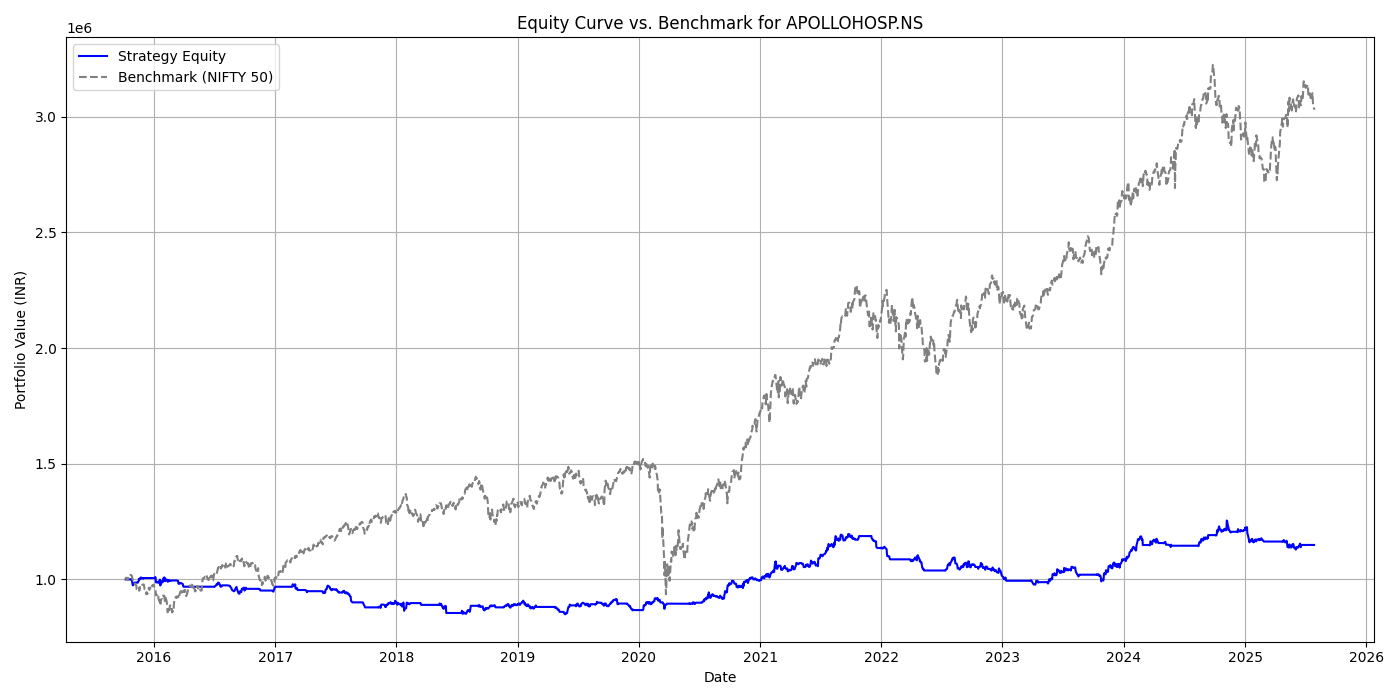 Equity Curve vs. Benchmark for APOLLOHOSP.NS
1e6
Strategy Equity
Benchmark (NIFTY 50)
3.0
2.5
2.0
1.5
1.0
Portfolio Value (INR)
2016 2017 2018 2019 2020 2021 2022 2023 2024 2025 2026
Date